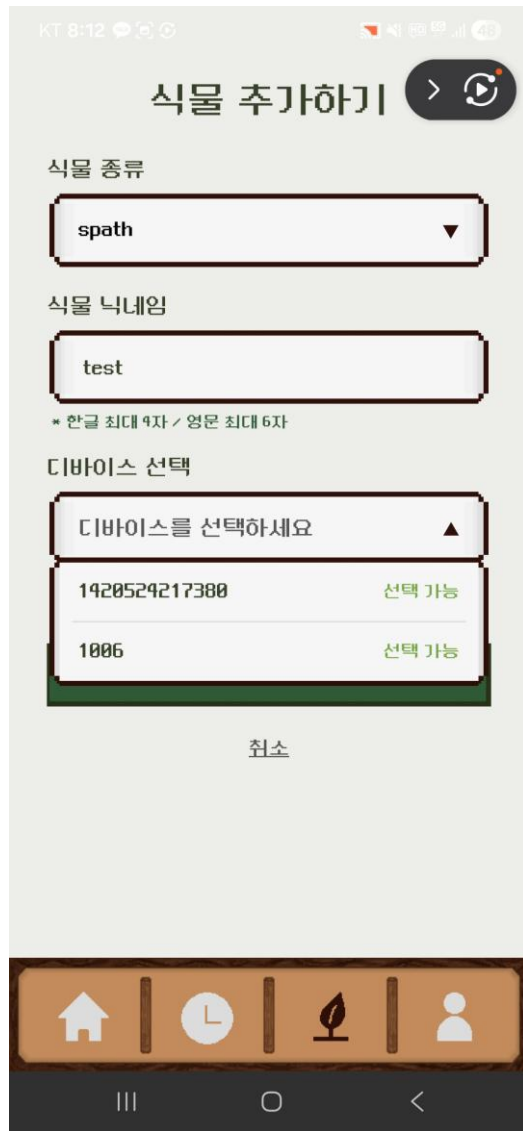 KT 8:12
48
식물 추가하기
식물 종류
spath
식물 닉네임
test
* 한글 최대 4자 / 영문 최대 6자
디바이스 선택
디바이스를 선택하세요
1420524217380 선택 가능
1006 선택 가능
취소